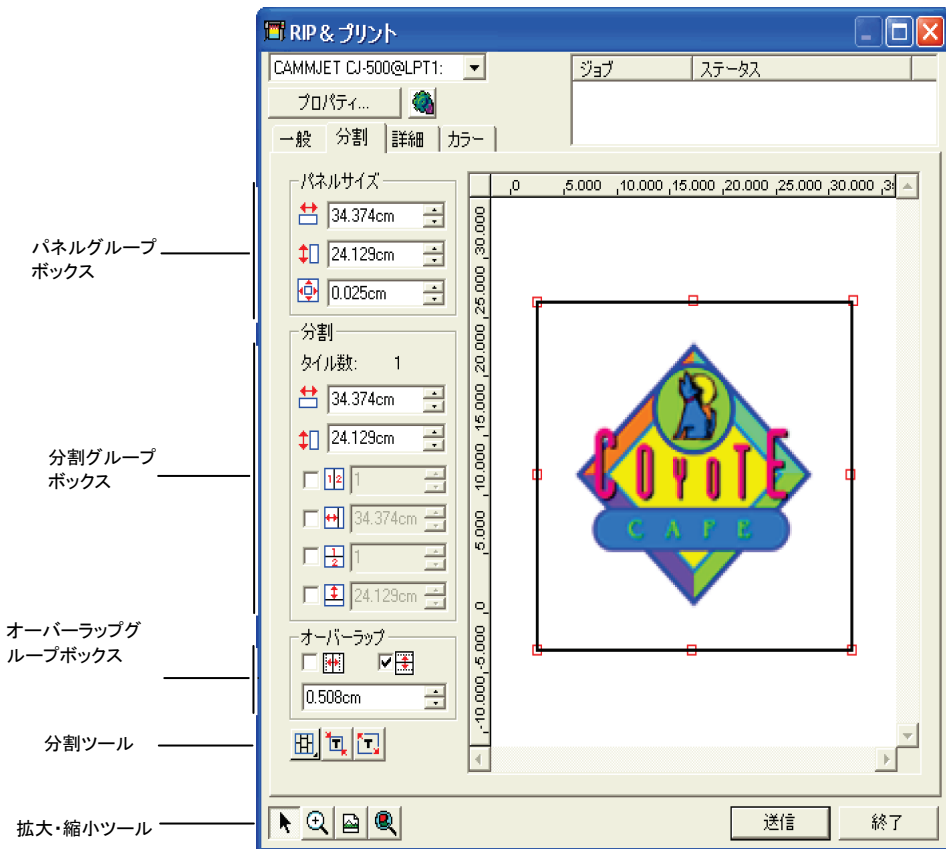 RIP & プリント
CAMMJET CJ-500@LPT1:
ジョブ ステータス
プロパティ...
一般 分割 詳細 カラー
パネルグループ
ボックス
パネルサイズ
34.374cm
24.129cm
0.025cm
分割グループ
ボックス
分割
タイル数: 1
34.374cm
24.129cm
1 2 1
34.374cm
1 2 1
24.129cm
オーバーラップグ
ループボックス
オーバーラップ
0.508cm
分割ツール
T T
拡大・縮小ツール
0 5.000 10.000 15.000 20.000 25.000 30.000
30.000
25.000
20.000
15.000
10.000
5.000
0
-5.000
-10.000
COYOTE
CAFE
送信 終了